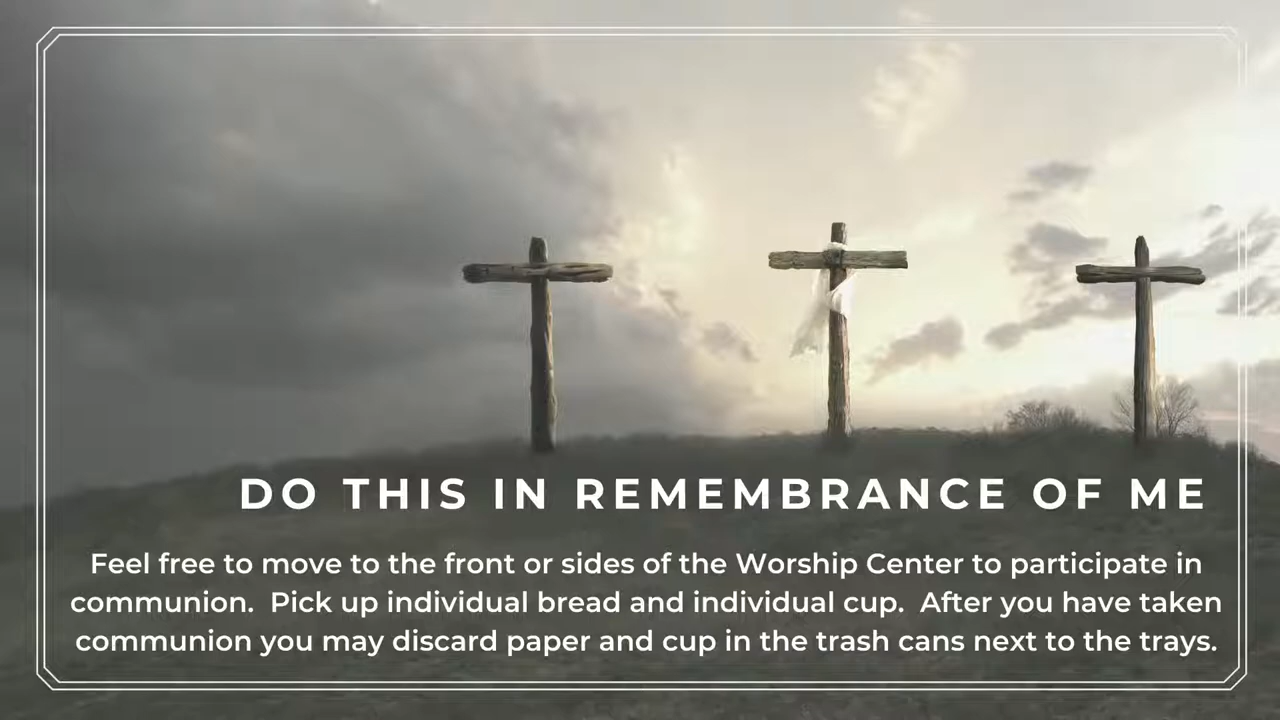 DO THIS IN REMEMBRANCE OF ME
Feel free to move to the front or sides of the Worship Center to participate in
communion.  Pick up individual bread and individual cup.  After you have taken
communion you may discard paper and cup in the trash cans next to the trays.